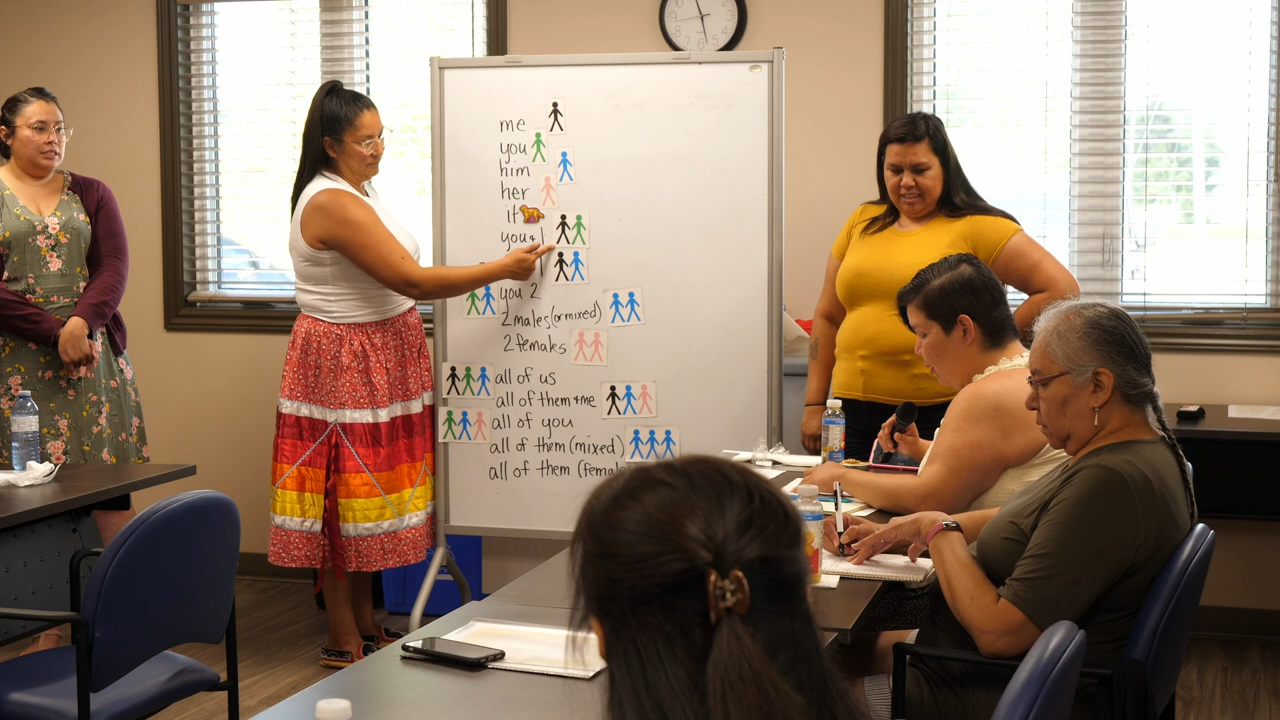 me
you
him
her
it
you & I
you 2
2 males (or mixed)
2 females
all of us
all of them & me
all of you
all of them (mixed)
all of them (female